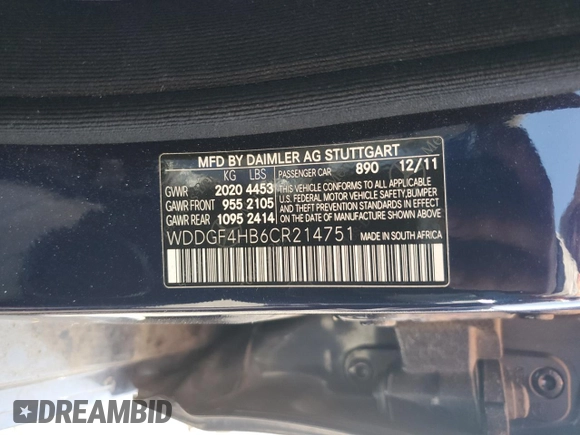 MFD BY DAIMLER AG STUTTGART
KG LBS PASSENGER CAR 890 12/11
GVWR 2020 4453 THIS VEHICLE CONFORMS TO ALL APPLICABLE
GAWR FRONT 955 2105 U.S. FEDERAL MOTOR VEHICLE SAFETY, BUMPER,
GAWR REAR 1095 2414 AND THEFT PREVENTION STANDARDS IN EFFECT
ON THE DATE OF MANUFACTURE SHOWN ABOVE.
WDDGF4HB6CR214751 MADE IN SOUTH AFRICA
DREAMBID